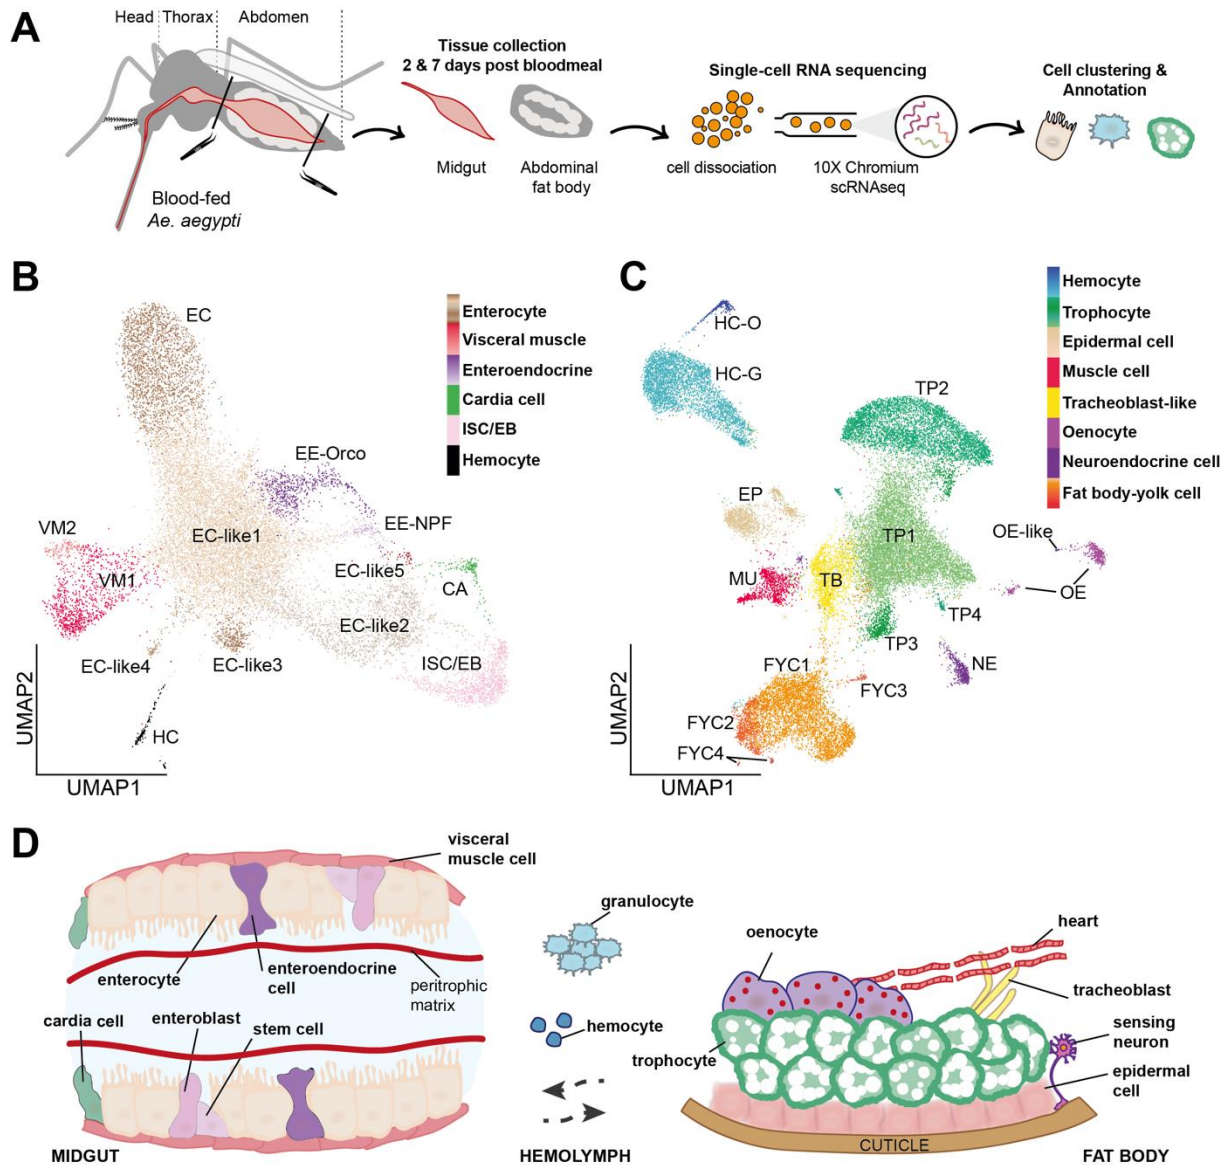 A
Head Thorax Abdomen
Blood-fed
Ae. aegypti
Tissue collection
2 & 7 days post bloodmeal
Midgut
Abdominal
fat body
Single-cell RNA sequencing
cell dissociation
10X Chromium
scRNAseq
Cell clustering &
Annotation
B
EC
EE-Orco
EE-NPF
VM2
EC-like1
VM1
EC-like5
CA
EC-like2
EC-like4
EC-like3
ISC/EB
HC
UMAP2
UMAP1
Enterocyte
Visceral muscle
Enteroendocrine
Cardia cell
ISC/EB
Hemocyte
C
HC-O
HC-G
TP2
EP
TP1
OE-like
MU
TB
OE
TP4
TP3
FYC1
NE
FYC3
FYC2
FYC4
UMAP2
UMAP1
Hemocyte
Trophocyte
Epidermal cell
Muscle cell
Tracheoblast-like
Oenocyte
Neuroendocrine cell
Fat body-yolk cell
D
visceral
muscle cell
enterocyte
enteroendocrine
cell
peritrophic
matrix
cardia cell
enteroblast
stem cell
MIDGUT
granulocyte
hemocyte
HEMOLYMPH
oenocyte
heart
tracheoblast
sensing
neuron
trophocyte
epidermal
cell
CUTICLE
FAT BODY